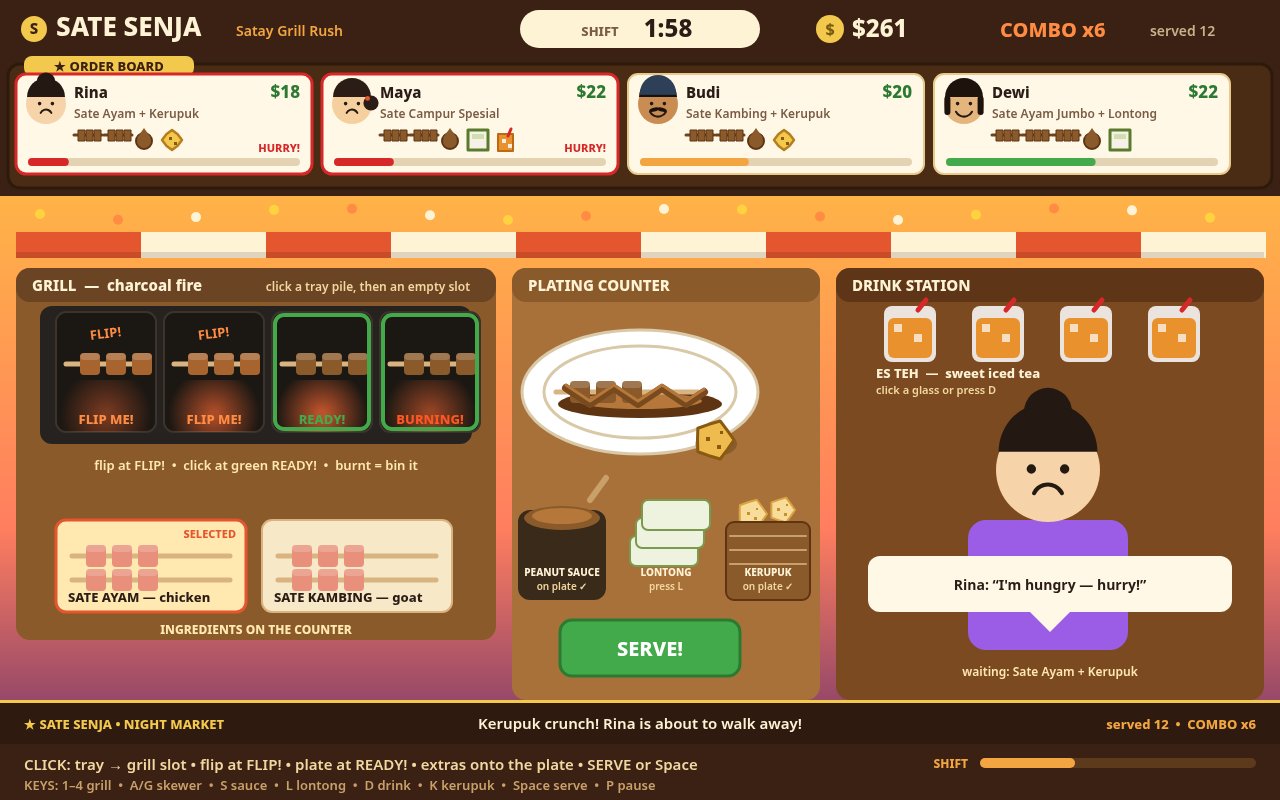 S SATE SENJA Satay Grill Rush SHIFT 1:58 $ $261 COMBO x6 served 12
★ ORDER BOARD
Rina $18
Sate Ayam + Kerupuk
HURRY!
Maya $22
Sate Campur Spesial
HURRY!
Budi $20
Sate Kambing + Kerupuk
Dewi $22
Sate Ayam Jumbo + Lontong
GRILL — charcoal fire click a tray pile, then an empty slot
FLIP! FLIP!
FLIP ME! FLIP ME! READY! BURNING!
flip at FLIP! • click at green READY! • burnt = bin it
SELECTED
SATE AYAM — chicken SATE KAMBING — goat
INGREDIENTS ON THE COUNTER
PLATING COUNTER
PEANUT SAUCE LONTONG KERUPUK
on plate ✓ press L on plate ✓
SERVE!
DRINK STATION
ES TEH — sweet iced tea
click a glass or press D
Rina: “I'm hungry — hurry!”
waiting: Sate Ayam + Kerupuk
★ SATE SENJA • NIGHT MARKET Kerupuk crunch! Rina is about to walk away! served 12 • COMBO x6
CLICK: tray → grill slot • flip at FLIP! • plate at READY! • extras onto the plate • SERVE or Space SHIFT
KEYS: 1–4 grill • A/G skewer • S sauce • L lontong • D drink • K kerupuk • Space serve • P pause